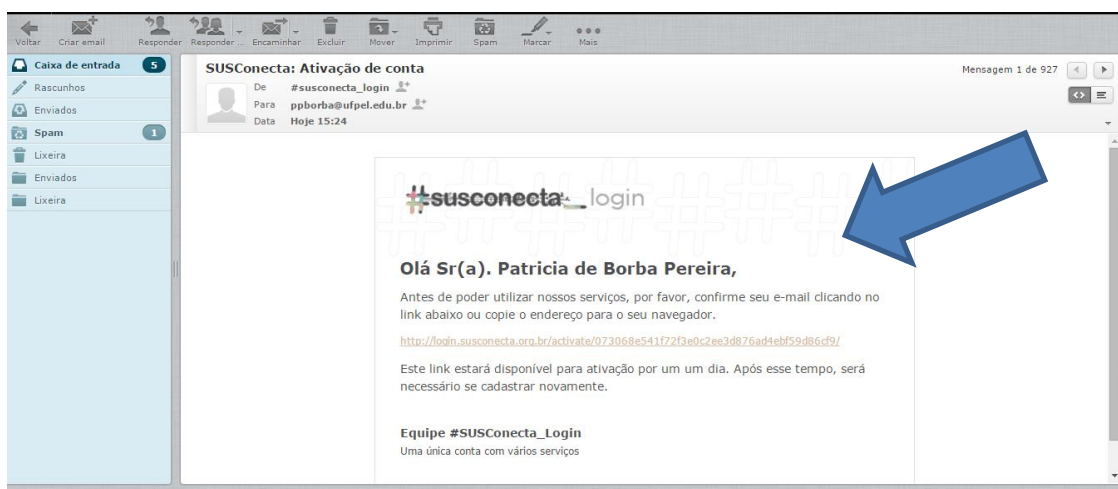 Voltar Criar email Responder Responder ... Encaminhar Excluir Mover Imprimir Spam Marcar Mais
Caixa de entrada 5
Rascunhos
Enviados
Spam 1
Lixeira
Enviados
Lixeira
SUSConecta: Ativação de conta
Mensagem 1 de 927
De #susconecta_login
Para ppborba@ufpel.edu.br
Data Hoje 15:24
#susconecta_login
Olá Sr(a). Patricia de Borba Pereira,
Antes de poder utilizar nossos serviços, por favor, confirme seu e-mail clicando no
link abaixo ou copie o endereço para o seu navegador.
http://login.susconecta.org.br/activate/073068e541f72f3e0c2ee3d876ad4ebf59d86cf9/
Este link estará disponível para ativação por um um dia. Após esse tempo, será
necessário se cadastrar novamente.
Equipe #SUSConecta_Login
Uma única conta com vários serviços